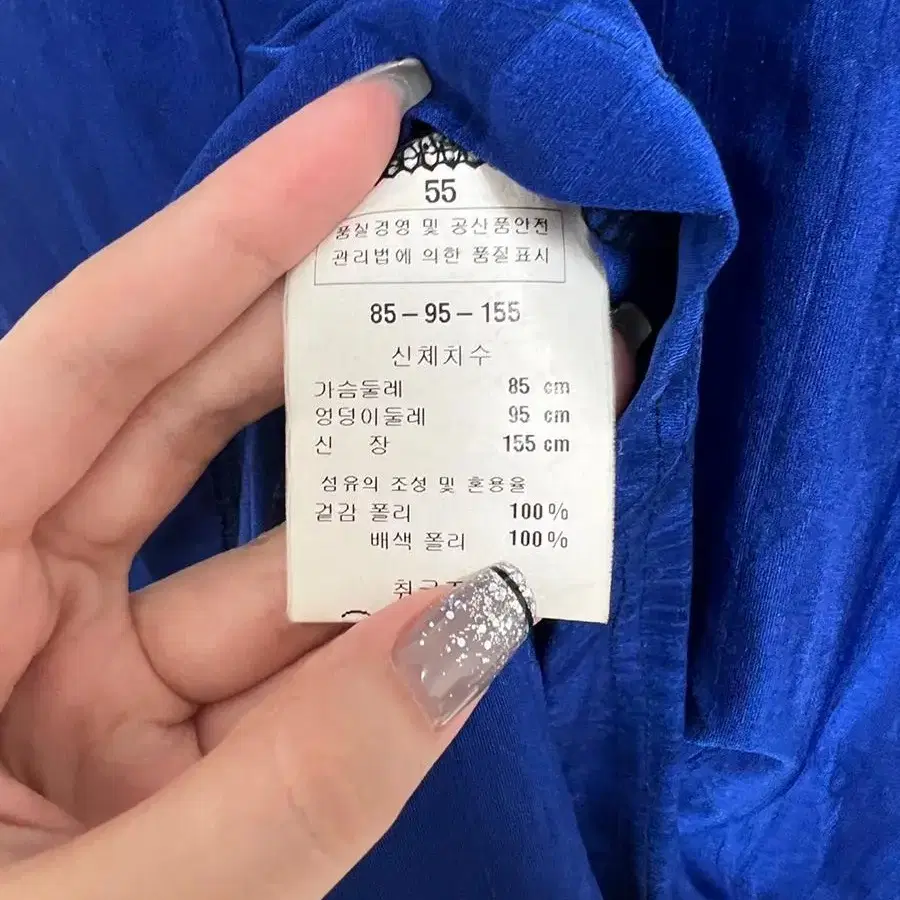 55
품질경영 및 공산품안전
관리법에 의한 품질표시
85-95-155
신체치수
가슴둘레 85 cm
엉덩이둘레 95 cm
신 장 155 cm
섬유의 조성 및 혼용율
겉감 폴리 100%
배색 폴리 100%